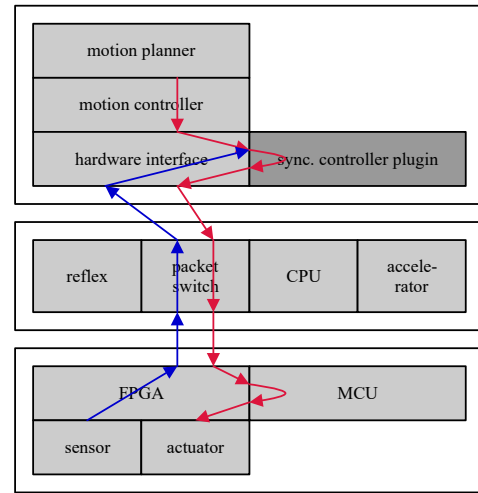 motion planner
motion controller
hardware interface
sync. controller plugin
reflex
packet
switch
CPU
accele-
rator
FPGA
MCU
sensor
actuator